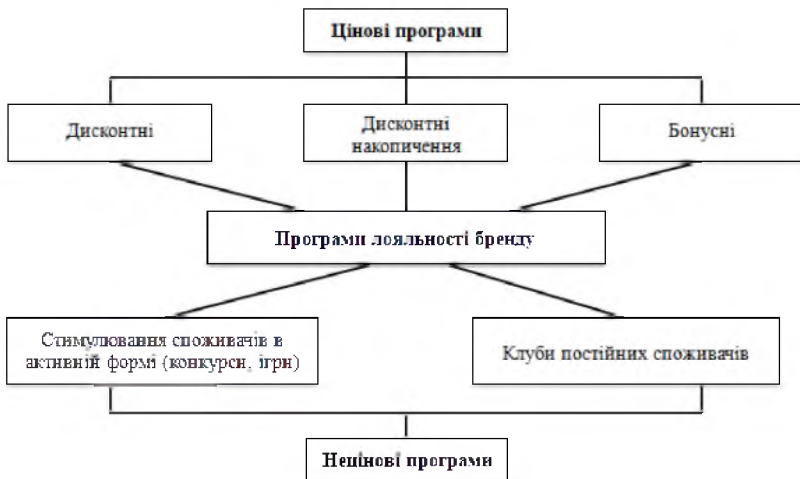 Цінові програми
Дисконтні
Дисконтні
накопичення
Бонусні
Програми лояльності бренду
Стимулювання споживачів в
активній формі (конкурси, ігри)
Клуби постійних споживачів
Нецінові програми